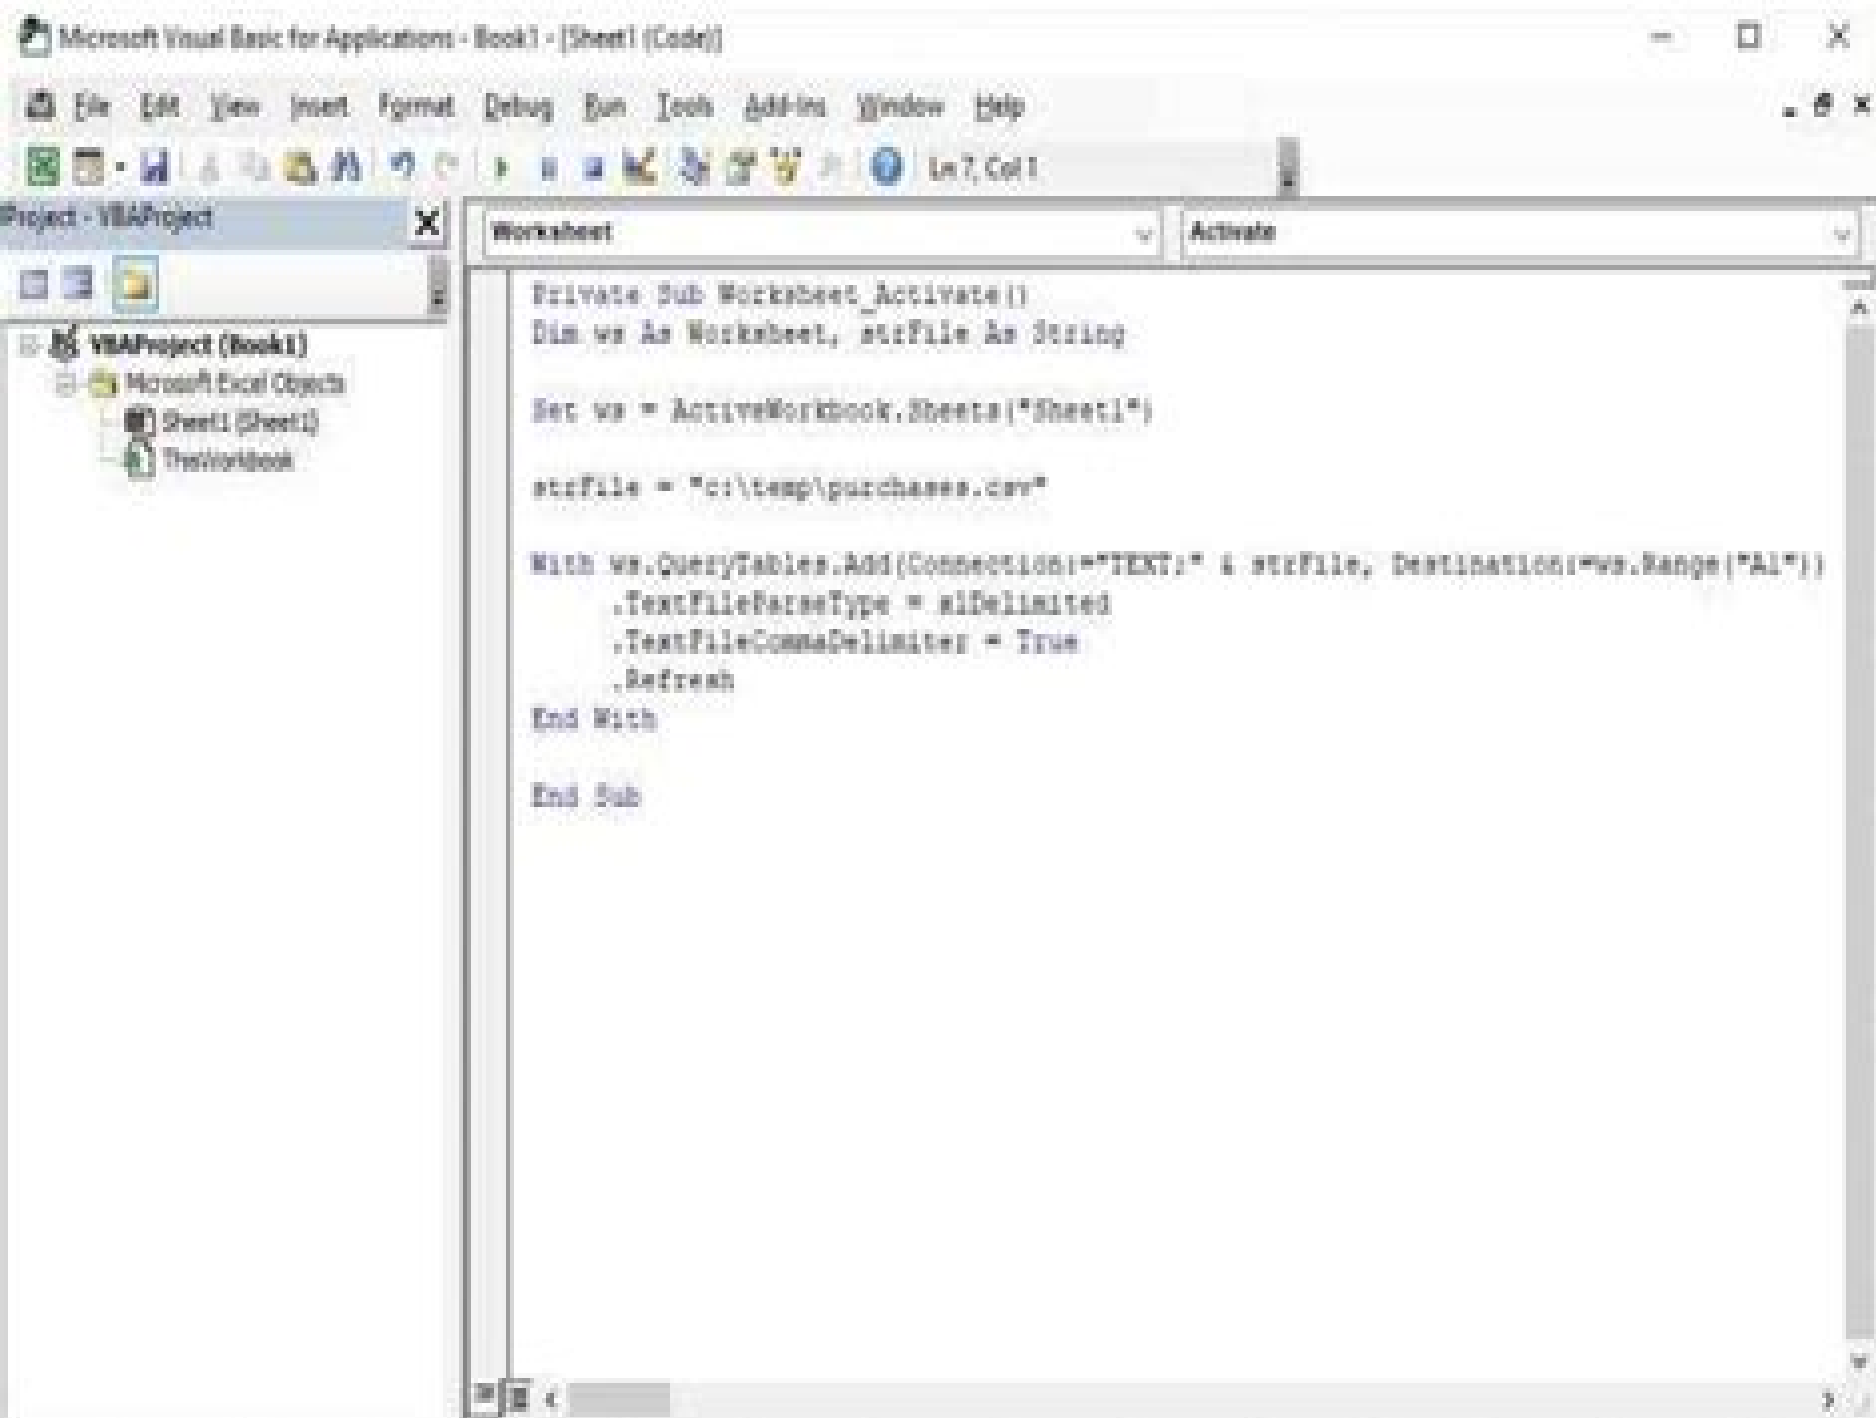 Microsoft Visual Basic for Applications - Book1 - [Sheet1 (Code)]
File Edit View Insert Format Debug Run Tools Add-Ins Window Help
Ln 7, Col 1
Project - VBAProject
Worksheet
Activate
VBAProject (Book1)
Microsoft Excel Objects
Sheet1 (Sheet1)
ThisWorkbook
Private Sub Worksheet_Activate()
Dim ws As Worksheet, strFile As String
Set ws = ActiveWorkbook.Sheets("Sheet1")
strFile = "c:\temp\purchases.csv"
With ws.QueryTables.Add(Connection:="TEXT;" & strFile, Destination:=ws.Range("A1"))
.TextFileParseType = xlDelimited
.TextFileCommaDelimiter = True
.Refresh
End With
End Sub